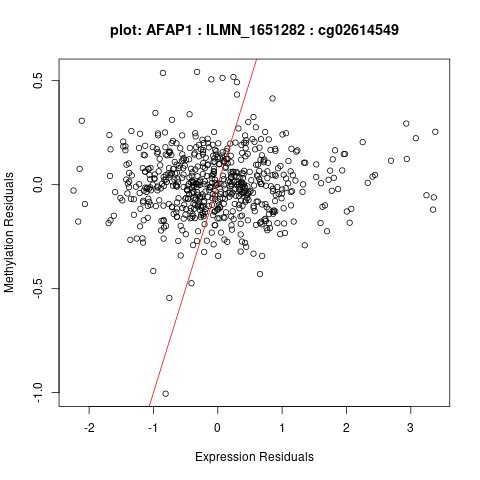 plot: AFAP1 : ILMN_1651282 : cg02614549
Methylation Residuals
0.5
0.0
-0.5
-1.0
-2 -1 0 1 2 3
Expression Residuals